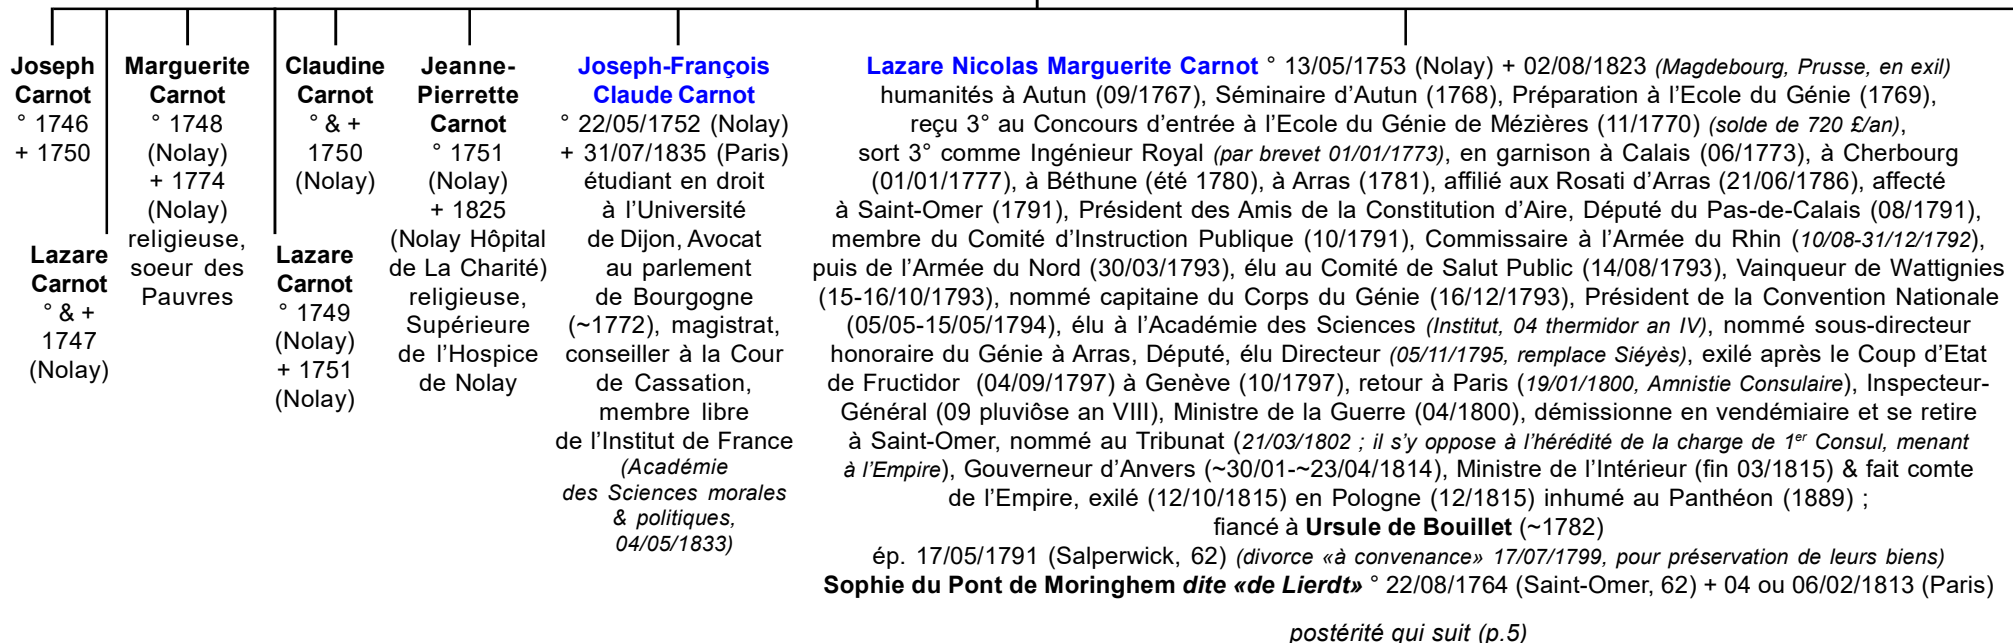 Joseph
Carnot
° 1746
+ 1750
Lazare
Carnot
° & +
1747
(Nolay)
Marguerite
Carnot
° 1748
(Nolay)
+ 1774
(Nolay)
religieuse,
soeur des
Pauvres
Claudine
Carnot
° & +
1750
(Nolay)
Lazare
Carnot
° 1749
(Nolay)
+ 1751
(Nolay)
Jeanne-
Pierrette
Carnot
° 1751
(Nolay)
+ 1825
(Nolay Hôpital
de La Charité)
religieuse,
Supérieure
de l’Hospice
de Nolay
Joseph-François
Claude Carnot
° 22/05/1752 (Nolay)
+ 31/07/1835 (Paris)
étudiant en droit
à l’Université
de Dijon, Avocat
au parlement
de Bourgogne
(~1772), magistrat,
conseiller à la Cour
de Cassation,
membre libre
de l’Institut de France
(Académie
des Sciences morales
& politiques,
04/05/1833)
Lazare Nicolas Marguerite Carnot ° 13/05/1753 (Nolay) + 02/08/1823 (Magdebourg, Prusse, en exil)
humanités à Autun (09/1767), Séminaire d’Autun (1768), Préparation à l’Ecole du Génie (1769),
reçu 3° au Concours d’entrée à l’Ecole du Génie de Mézières (11/1770) (solde de 720 £/an),
sort 3° comme Ingénieur Royal (par brevet 01/01/1773), en garnison à Calais (06/1773), à Cherbourg
(01/01/1777), à Béthune (été 1780), à Arras (1781), affilié aux Rosati d’Arras (21/06/1786), affecté
à Saint-Omer (1791), Président des Amis de la Constitution d’Aire, Député du Pas-de-Calais (08/1791),
membre du Comité d’Instruction Publique (10/1791), Commissaire à l’Armée du Rhin (10/08-31/12/1792),
puis de l’Armée du Nord (30/03/1793), élu au Comité de Salut Public (14/08/1793), Vainqueur de Wattignies
(15-16/10/1793), nommé capitaine du Corps du Génie (16/12/1793), Président de la Convention Nationale
(05/05-15/05/1794), élu à l’Académie des Sciences (Institut, 04 thermidor an IV), nommé sous-directeur
honoraire du Génie à Arras, Député, élu Directeur (05/11/1795, remplace Siéyès), exilé après le Coup d’Etat
de Fructidor (04/09/1797) à Genève (10/1797), retour à Paris (19/01/1800, Amnistie Consulaire), Inspecteur-
Général (09 pluviôse an VIII), Ministre de la Guerre (04/1800), démissionne en vendémiaire et se retire
à Saint-Omer, nommé au Tribunat (21/03/1802 ; il s’y oppose à l’hérédité de la charge de 1er Consul, menant
à l’Empire), Gouverneur d’Anvers (~30/01-~23/04/1814), Ministre de l’Intérieur (fin 03/1815) & fait comte
de l’Empire, exilé (12/10/1815) en Pologne (12/1815) inhumé au Panthéon (1889) ;
fiancé à Ursule de Bouillet (~1782)
ép. 17/05/1791 (Salperwick, 62) (divorce «à convenance» 17/07/1799, pour préservation de leurs biens)
Sophie du Pont de Moringhem dite «de Lierdt» ° 22/08/1764 (Saint-Omer, 62) + 04 ou 06/02/1813 (Paris)
postérité qui suit (p.5)